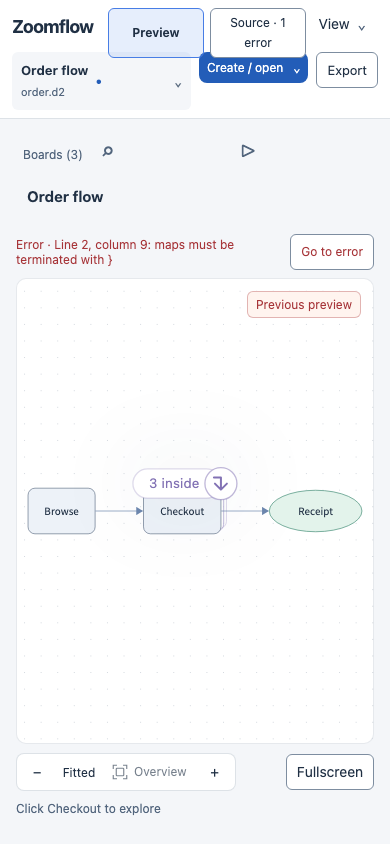 Zoomflow
Preview
Source · 1
error
View
Order flow
order.d2
Create / open
Export
Boards (3)
Order flow
Error · Line 2, column 9: maps must be
terminated with }
Go to error
Previous preview
3 inside
Browse
Checkout
Receipt
− Fitted Overview +
Fullscreen
Click Checkout to explore